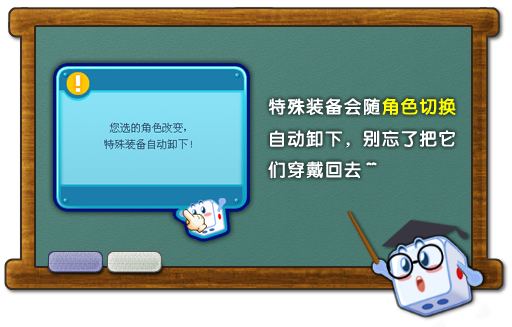 !
您选的角色改变，
特殊装备自动卸下！
特殊装备会随角色切换
自动卸下，别忘了把它
们穿戴回去~